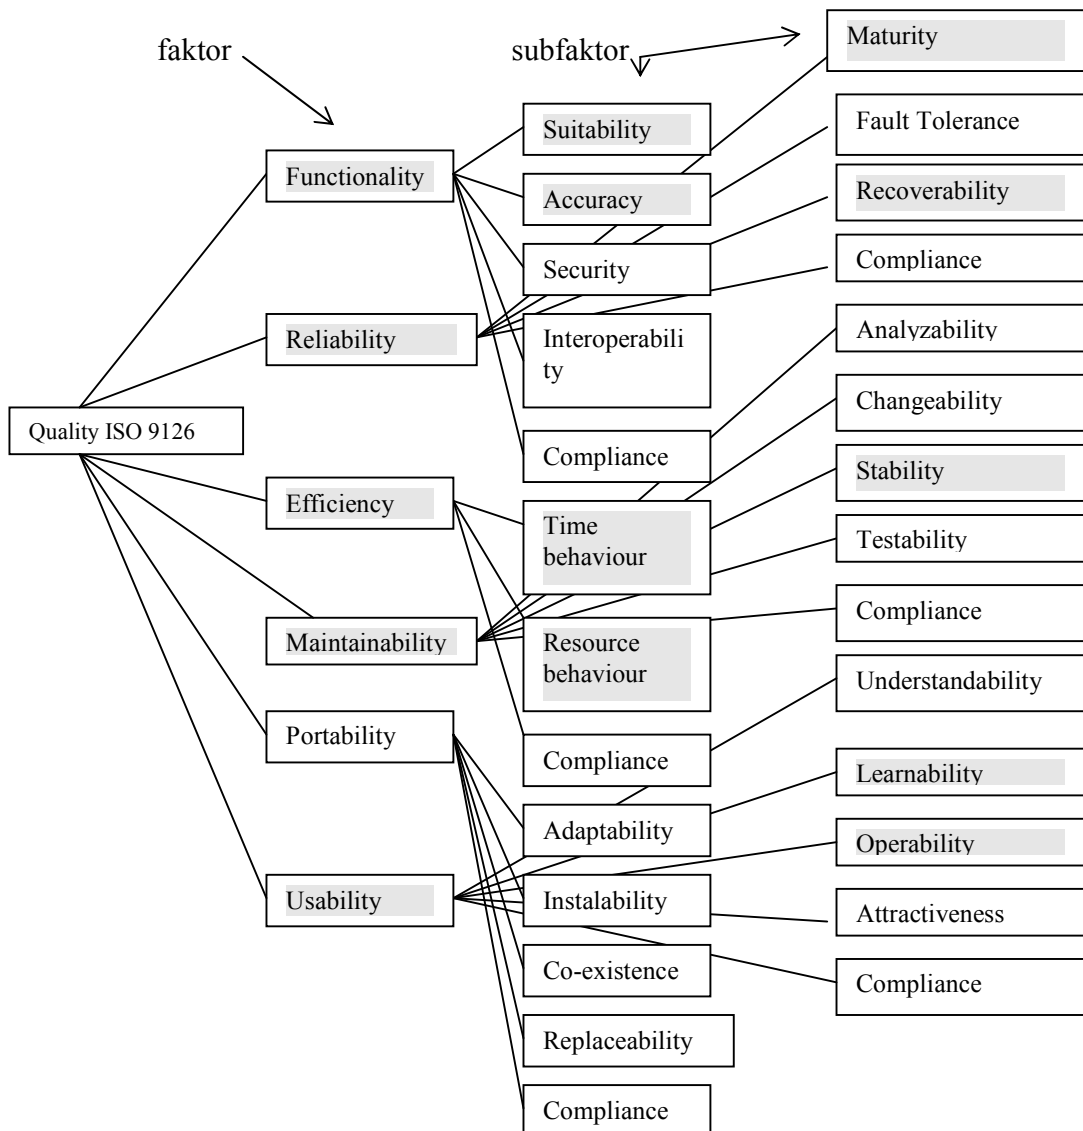 faktor
subfaktor
Quality ISO 9126
Functionality
Reliability
Efficiency
Maintainability
Portability
Usability
Suitability
Accuracy
Security
Interoperabili
ty
Compliance
Time
behaviour
Resource
behaviour
Compliance
Adaptability
Instalability
Co-existence
Replaceability
Compliance
Maturity
Fault Tolerance
Recoverability
Compliance
Analyzability
Changeability
Stability
Testability
Compliance
Understandability
Learnability
Operability
Attractiveness
Compliance